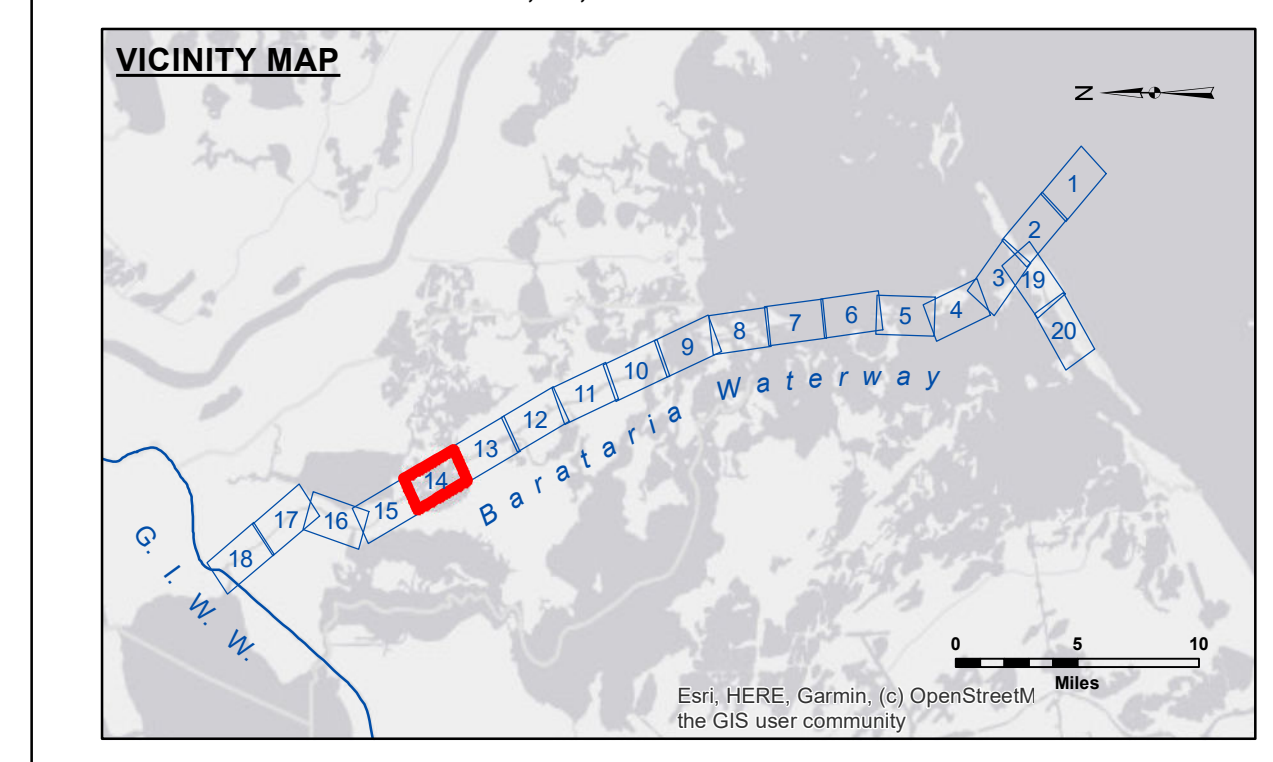 VICINITY MAP
N
1
2
3
19
4
20
5
6
7
8
9
10
11
12
13
14
15
16
17
18
Barataria Waterway
G. I. W. W.
0 5 10
Miles
Esri, HERE, Garmin, (c) OpenStreetM
the GIS user community